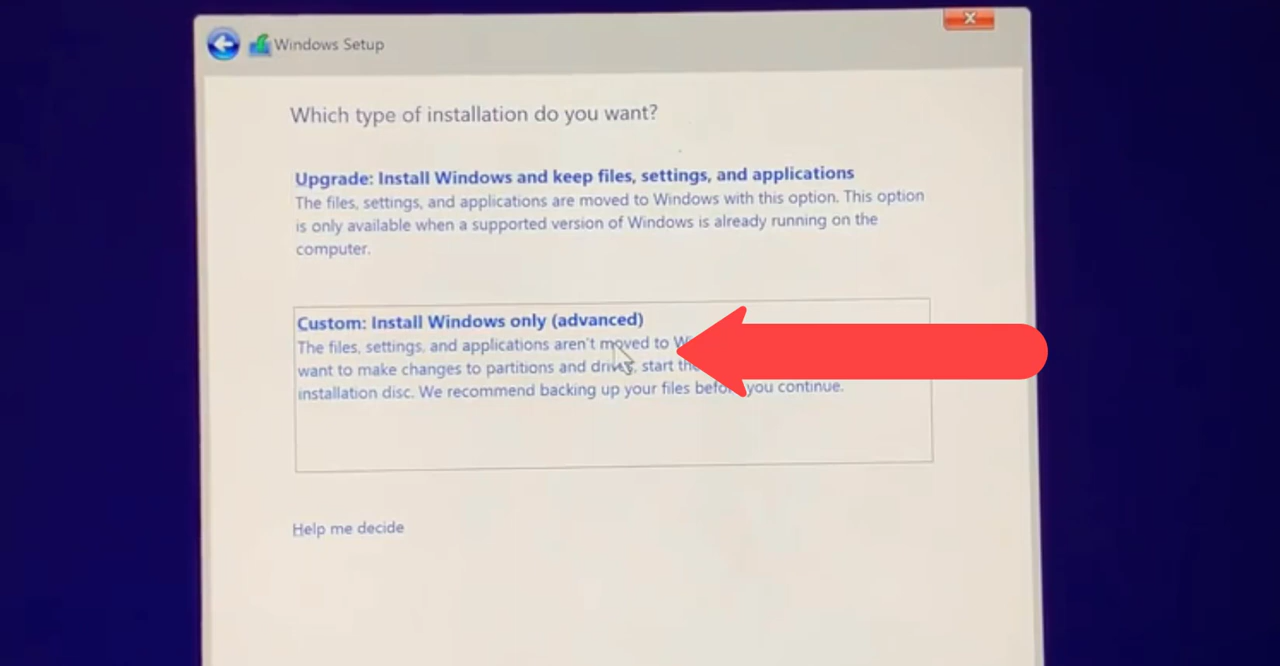 Windows Setup
Which type of installation do you want?
Upgrade: Install Windows and keep files, settings, and applications
The files, settings, and applications are moved to Windows with this option. This option
is only available when a supported version of Windows is already running on the
computer.
Custom: Install Windows only (advanced)
The files, settings, and applications aren't moved to
want to make changes to partitions and drives, start
installation disc. We recommend backing up your files before you continue.
Help me decide